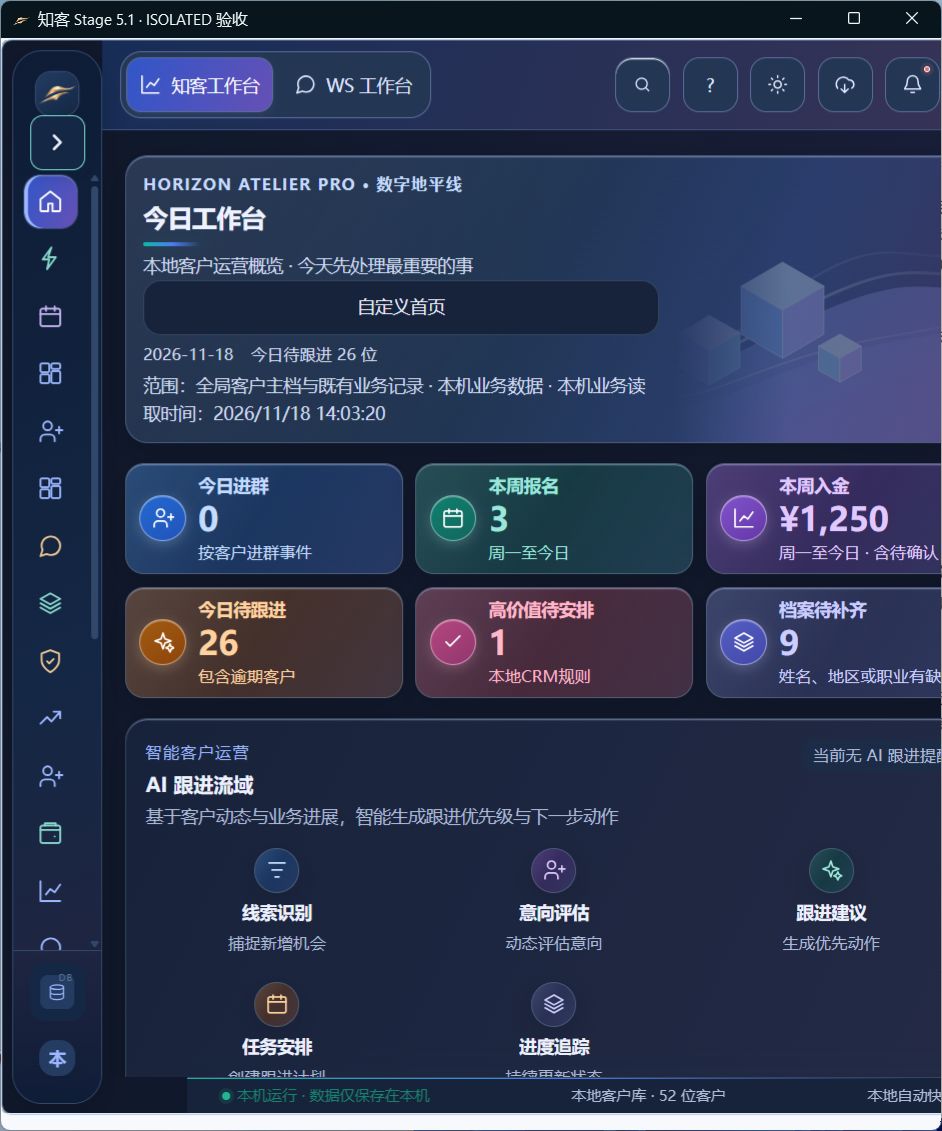 知客 Stage 5.1 · ISOLATED 验收
知客工作台
WS 工作台
?
HORIZON ATELIER PRO • 数字地平线
今日工作台
本地客户运营概览 · 今天先处理最重要的事
自定义首页
2026-11-18 今日待跟进 26 位
范围：全局客户主档与既有业务记录 · 本机业务数据 · 本机业务读
取时间：2026/11/18 14:03:20
今日进群
0
按客户进群事件
本周报名
3
周一至今日
本周入金
¥1,250
周一至今日 · 含待确认
今日待跟进
26
包含逾期客户
高价值待安排
1
本地CRM规则
档案待补齐
9
姓名、地区或职业有缺
智能客户运营
当前无 AI 跟进提醒
AI 跟进流域
基于客户动态与业务进展，智能生成跟进优先级与下一步动作
线索识别
捕捉新增机会
意向评估
动态评估意向
跟进建议
生成优先动作
任务安排
创建跟进计划
进度追踪
持续更新状态
DB
本
本机运行 · 数据仅保存在本机
本地客户库 · 52 位客户
本地自动快